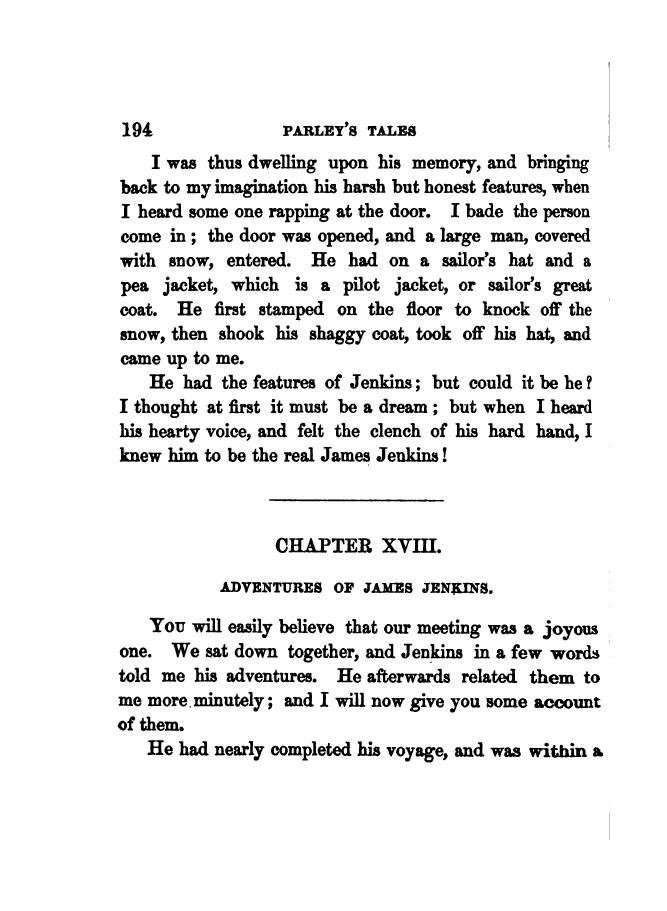 194 PARLEY'S TALES
I was thus dwelling upon his memory, and bringing
back to my imagination his harsh but honest features, when
I heard some one rapping at the door. I bade the person
come in; the door was opened, and a large man, covered
with snow, entered. He had on a sailor's hat and a
pea jacket, which is a pilot jacket, or sailor's great
coat. He first stamped on the floor to knock off the
snow, then shook his shaggy coat, took off his hat, and
came up to me.
He had the features of Jenkins; but could it be he?
I thought at first it must be a dream; but when I heard
his hearty voice, and felt the clench of his hard hand, I
knew him to be the real James Jenkins!
CHAPTER XVIII.
ADVENTURES OF JAMES JENKINS.
YOU will easily believe that our meeting was a joyous
one. We sat down together, and Jenkins in a few words
told me his adventures. He afterwards related them to
me more minutely; and I will now give you some account
of them.
He had nearly completed his voyage, and was within a